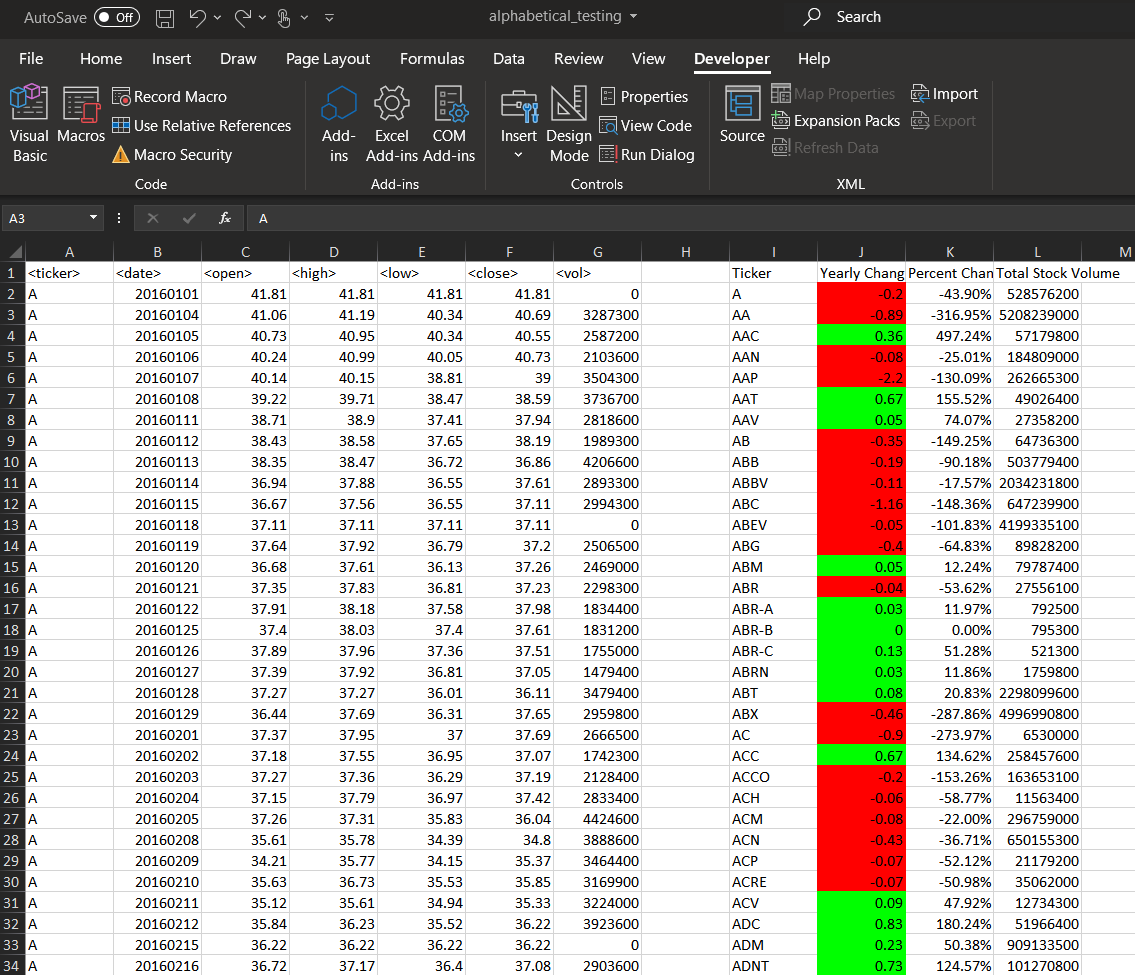 AutoSave Off alphabetical_testing Search
File Home Insert Draw Page Layout Formulas Data Review View Developer Help
Visual Basic
Macros
Record Macro
Use Relative References
Macro Security
Code
Add-ins
Excel Add-ins
COM Add-ins
Add-ins
Insert
Design Mode
Properties
View Code
Run Dialog
Controls
Source
Map Properties
Expansion Packs
Refresh Data
Import
Export
XML
A3 fx A
A B C D E F G H I J K L M
1 <ticker> <date> <open> <high> <low> <close> <vol> Ticker Yearly Chang Percent Chan Total Stock Volume
2 A 20160101 41.81 41.81 41.81 41.81 0 A -0.2 -43.90% 528576200
3 A 20160104 41.06 41.19 40.34 40.69 3287300 AA -0.89 -316.95% 5208239000
4 A 20160105 40.73 40.95 40.34 40.55 2587200 AAC 0.36 497.24% 57179800
5 A 20160106 40.24 40.99 40.05 40.73 2103600 AAN -0.08 -25.01% 184809000
6 A 20160107 40.14 40.15 38.81 39 3504300 AAP -2.2 -130.09% 262665300
7 A 20160108 39.22 39.71 38.47 38.59 3736700 AAT 0.67 155.52% 49026400
8 A 20160111 38.71 38.9 37.41 37.94 2818600 AAV 0.05 74.07% 27358200
9 A 20160112 38.43 38.58 37.65 38.19 1989300 AB -0.35 -149.25% 64736300
10 A 20160113 38.35 38.47 36.72 36.86 4206600 ABB -0.19 -90.18% 503779400
11 A 20160114 36.94 37.88 36.55 37.61 2893300 ABBV -0.11 -17.57% 2034231800
12 A 20160115 36.67 37.56 36.55 37.11 2994300 ABC -1.16 -148.36% 647239900
13 A 20160118 37.11 37.11 37.11 37.11 0 ABEV -0.05 -101.83% 4199335100
14 A 20160119 37.64 37.92 36.79 37.2 2506500 ABG -0.4 -64.83% 89828200
15 A 20160120 36.68 37.61 36.13 37.26 2469000 ABM 0.05 12.24% 79787400
16 A 20160121 37.35 37.83 36.81 37.23 2298300 ABR -0.04 -53.62% 27556100
17 A 20160122 37.91 38.18 37.58 37.98 1834400 ABR-A 0.03 11.97% 792500
18 A 20160125 37.4 38.03 37.4 37.61 1831200 ABR-B 0 0.00% 795300
19 A 20160126 37.89 37.96 37.36 37.51 1755000 ABR-C 0.13 51.28% 521300
20 A 20160127 37.39 37.92 36.81 37.05 1479400 ABRN 0.03 11.86% 1759800
21 A 20160128 37.27 37.27 36.01 36.11 3479400 ABT 0.08 20.83% 2298099600
22 A 20160129 36.44 37.69 36.31 37.65 2959800 ABX -0.46 -287.86% 4996990800
23 A 20160201 37.37 37.95 37 37.69 2666500 AC -0.9 -273.97% 6530000
24 A 20160202 37.18 37.55 36.95 37.07 1742300 ACC 0.67 134.62% 258457600
25 A 20160203 37.27 37.36 36.29 37.19 2128400 ACCO -0.2 -153.26% 163653100
26 A 20160204 37.15 37.79 36.97 37.42 2833400 ACH -0.06 -58.77% 11563400
27 A 20160205 37.26 37.31 35.83 36.04 4424600 ACM -0.08 -22.00% 296759000
28 A 20160208 35.61 35.78 34.39 34.8 3888600 ACN -0.43 -36.71% 650155300
29 A 20160209 34.21 35.77 34.15 35.37 3464400 ACP -0.07 -52.12% 21179200
30 A 20160210 35.63 36.73 35.53 35.85 3169900 ACRE -0.07 -50.98% 35062000
31 A 20160211 35.12 35.61 34.94 35.33 3224000 ACV 0.09 47.92% 12734300
32 A 20160212 35.84 36.23 35.52 36.22 3923600 ADC 0.83 180.24% 51966400
33 A 20160215 36.22 36.22 36.22 36.22 0 ADM 0.23 50.38% 909133500
34 A 20160216 36.72 37.17 36.4 37.08 2903600 ADNT 0.73 124.57% 101270800